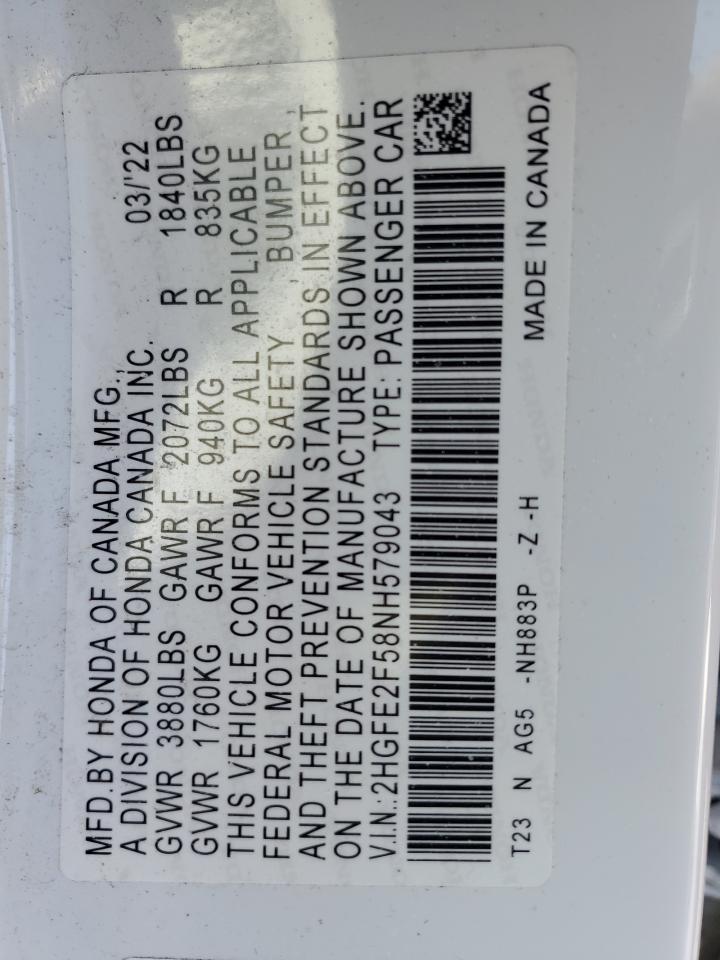 MFD.BY HONDA OF CANADA MFG., 03/'22
A DIVISION OF HONDA CANADA INC.
GVWR 3880LBS GAWR F 2072LBS R 1840LBS
GVWR 1760KG GAWR F 940KG R 835KG
THIS VEHICLE CONFORMS TO ALL APPLICABLE
FEDERAL MOTOR VEHICLE SAFETY , BUMPER ,
AND THEFT PREVENTION STANDARDS IN EFFECT
ON THE DATE OF MANUFACTURE SHOWN ABOVE.
V.I.N.:2HGFE2F58NH579043 TYPE: PASSENGER CAR
T23 N AG5 -NH883P -Z -H MADE IN CANADA